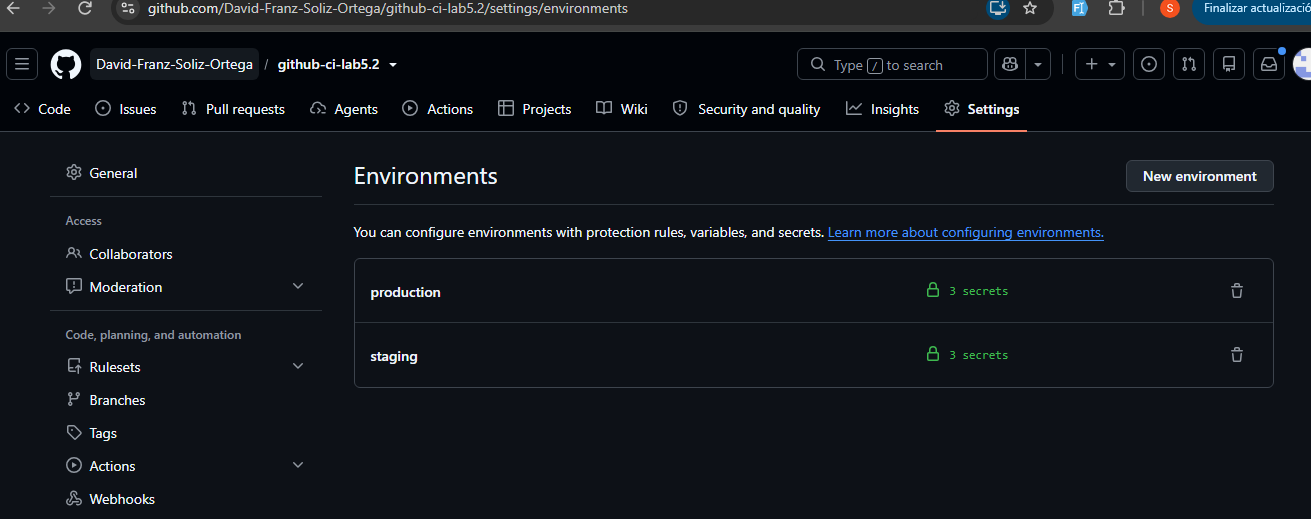 github.com/David-Franz-Soliz-Ortega/github-ci-lab5.2/settings/environments
S
Finalizar actualizació
David-Franz-Soliz-Ortega / github-ci-lab5.2
Type / to search
Code Issues Pull requests Agents Actions Projects Wiki Security and quality Insights Settings
General
Access
Collaborators
Moderation
Code, planning, and automation
Rulesets
Branches
Tags
Actions
Webhooks
Environments
New environment
You can configure environments with protection rules, variables, and secrets. Learn more about configuring environments.
production 3 secrets
staging 3 secrets